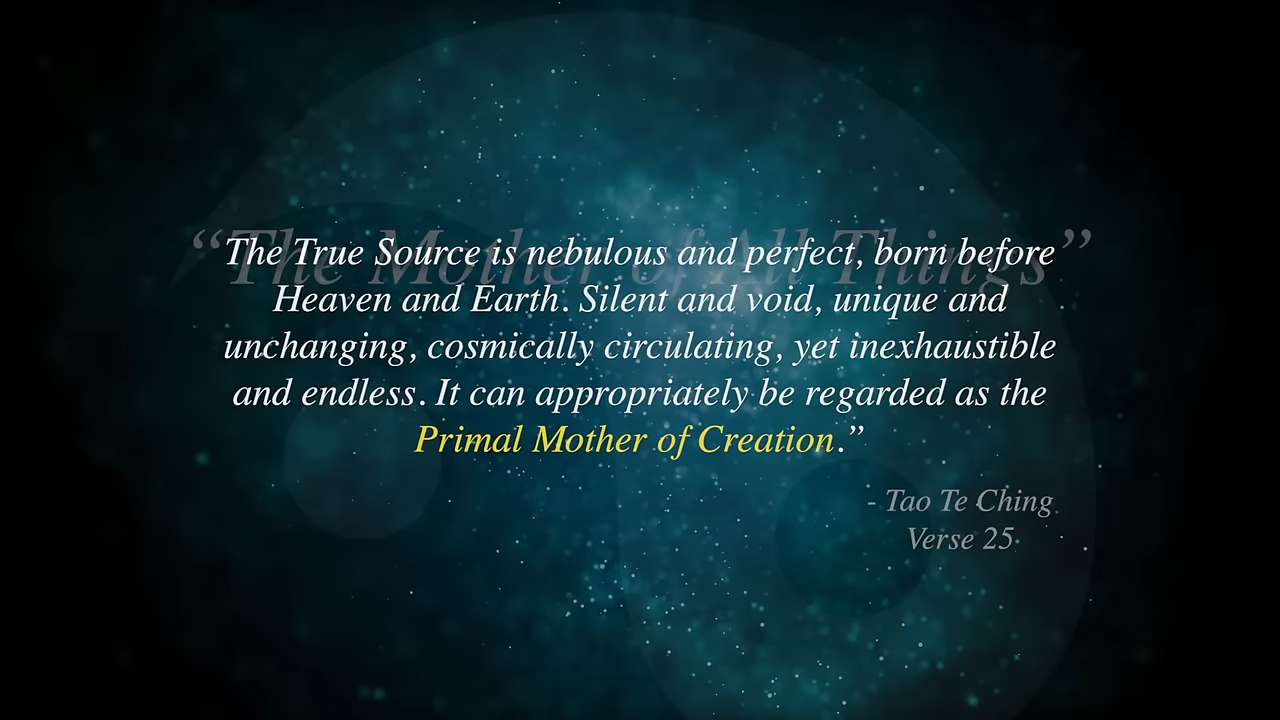 “The Mother of All Things”
“The True Source is nebulous and perfect, born before
Heaven and Earth. Silent and void, unique and
unchanging, cosmically circulating, yet inexhaustible
and endless. It can appropriately be regarded as the
Primal Mother of Creation.”
- Tao Te Ching
Verse 25